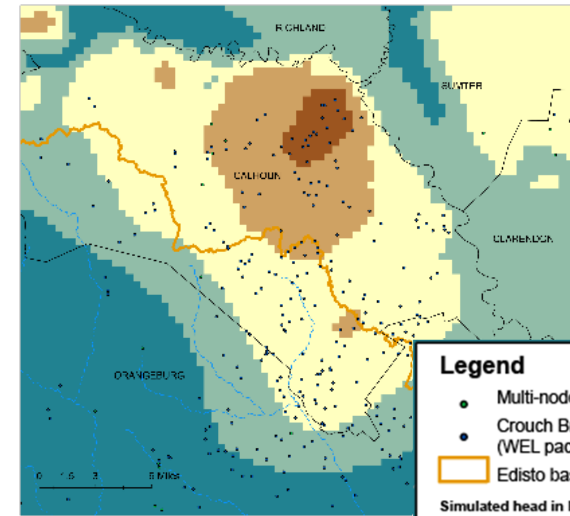 RICHLAND
SUMTER
CALHOUN
CLARENDON
ORANGEBURG
0 1.5 3 6 Miles
Legend
Multi-node
Crouch B
(WEL pac
Edisto bas
Simulated head in